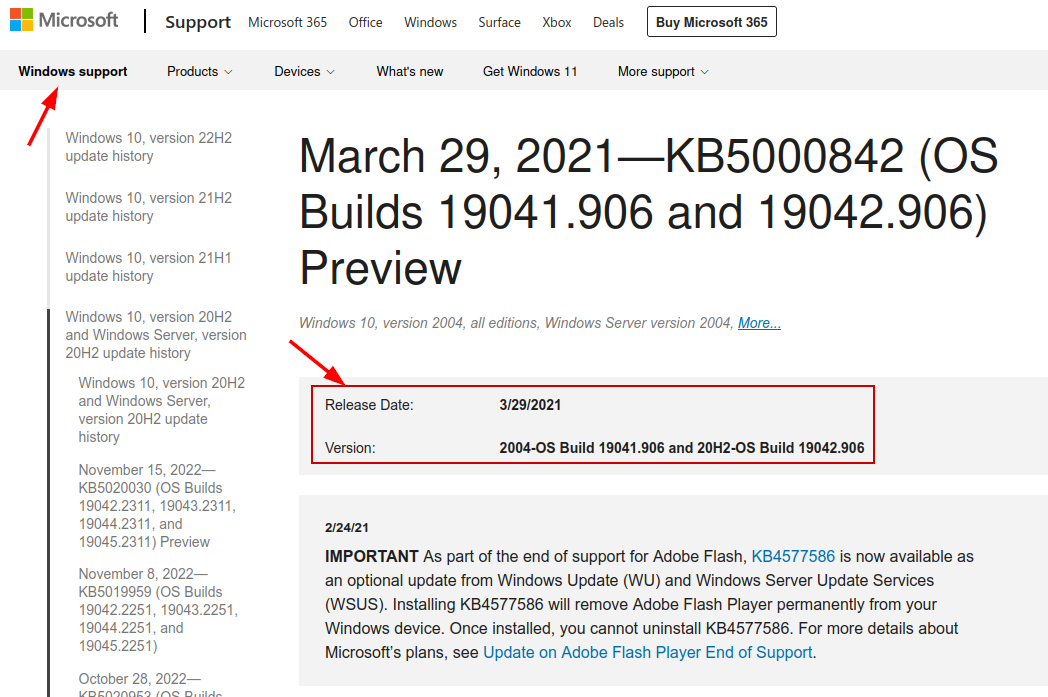 Microsoft Support Microsoft 365 Office Windows Surface Xbox Deals Buy Microsoft 365
Windows support Products Devices What's new Get Windows 11 More support
Windows 10, version 22H2
update history
Windows 10, version 21H2
update history
Windows 10, version 21H1
update history
Windows 10, version 20H2
and Windows Server, version
20H2 update history
Windows 10, version 20H2
and Windows Server,
version 20H2 update
history
November 15, 2022—
KB5020030 (OS Builds
19042.2311, 19043.2311,
19044.2311, and
19045.2311) Preview
November 8, 2022—
KB5019959 (OS Builds
19042.2251, 19043.2251,
19044.2251, and
19045.2251)
October 28, 2022—
KB5020953 (OS Builds
March 29, 2021—KB5000842 (OS
Builds 19041.906 and 19042.906)
Preview
Windows 10, version 2004, all editions, Windows Server version 2004, More...
Release Date: 3/29/2021
Version: 2004-OS Build 19041.906 and 20H2-OS Build 19042.906
2/24/21
IMPORTANT As part of the end of support for Adobe Flash, KB4577586 is now available as
an optional update from Windows Update (WU) and Windows Server Update Services
(WSUS). Installing KB4577586 will remove Adobe Flash Player permanently from your
Windows device. Once installed, you cannot uninstall KB4577586. For more details about
Microsoft's plans, see Update on Adobe Flash Player End of Support.